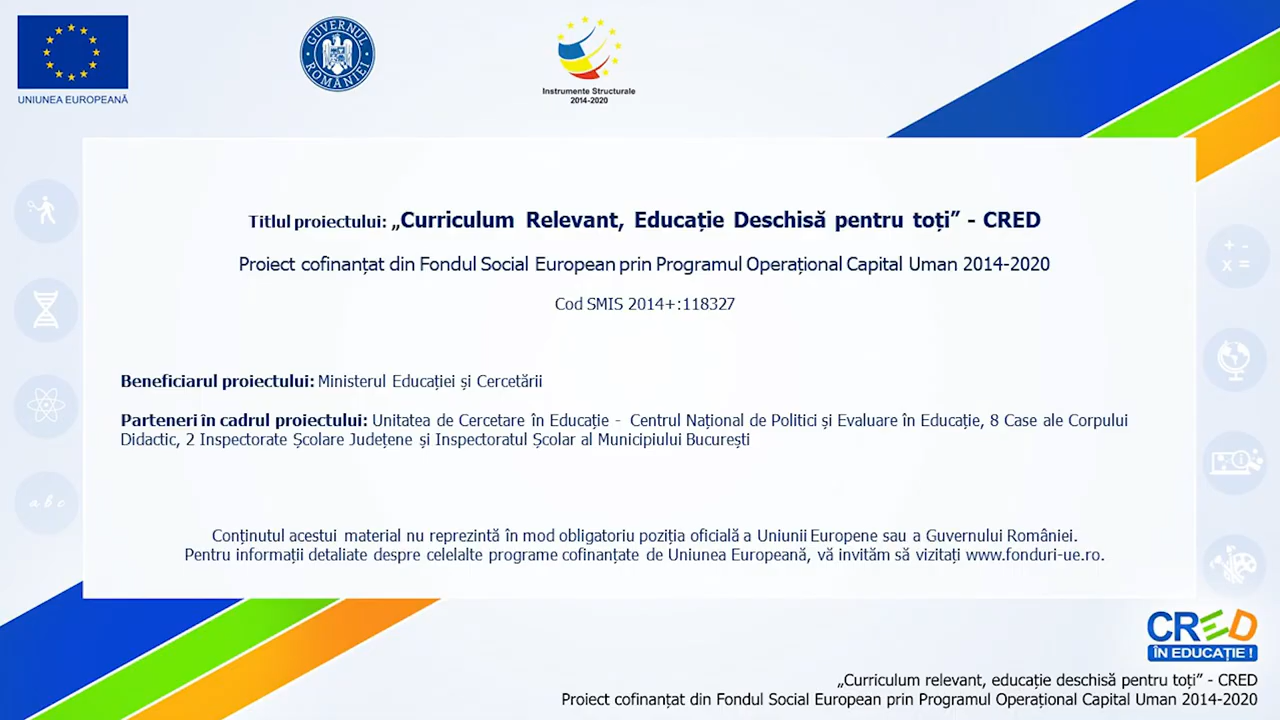 UNIUNEA EUROPEANĂ
GUVERNUL ROMÂNIEI
Instrumente Structurale
2014-2020
Titlul proiectului: „Curriculum Relevant, Educație Deschisă pentru toți” - CRED
Proiect cofinanțat din Fondul Social European prin Programul Operațional Capital Uman 2014-2020
Cod SMIS 2014+:118327
Beneficiarul proiectului: Ministerul Educației și Cercetării
Parteneri în cadrul proiectului: Unitatea de Cercetare în Educație - Centrul Național de Politici și Evaluare în Educație, 8 Case ale Corpului
Didactic, 2 Inspectorate Școlare Județene și Inspectoratul Școlar al Municipiului București
a b c
Conținutul acestui material nu reprezintă în mod obligatoriu poziția oficială a Uniunii Europene sau a Guvernului României.
Pentru informații detaliate despre celelalte programe cofinanțate de Uniunea Europeană, vă invităm să vizitați www.fonduri-ue.ro.
+ -
x =
CRED
ÎN EDUCAȚIE !
„Curriculum relevant, educație deschisă pentru toți” - CRED
Proiect cofinanțat din Fondul Social European prin Programul Operațional Capital Uman 2014-2020